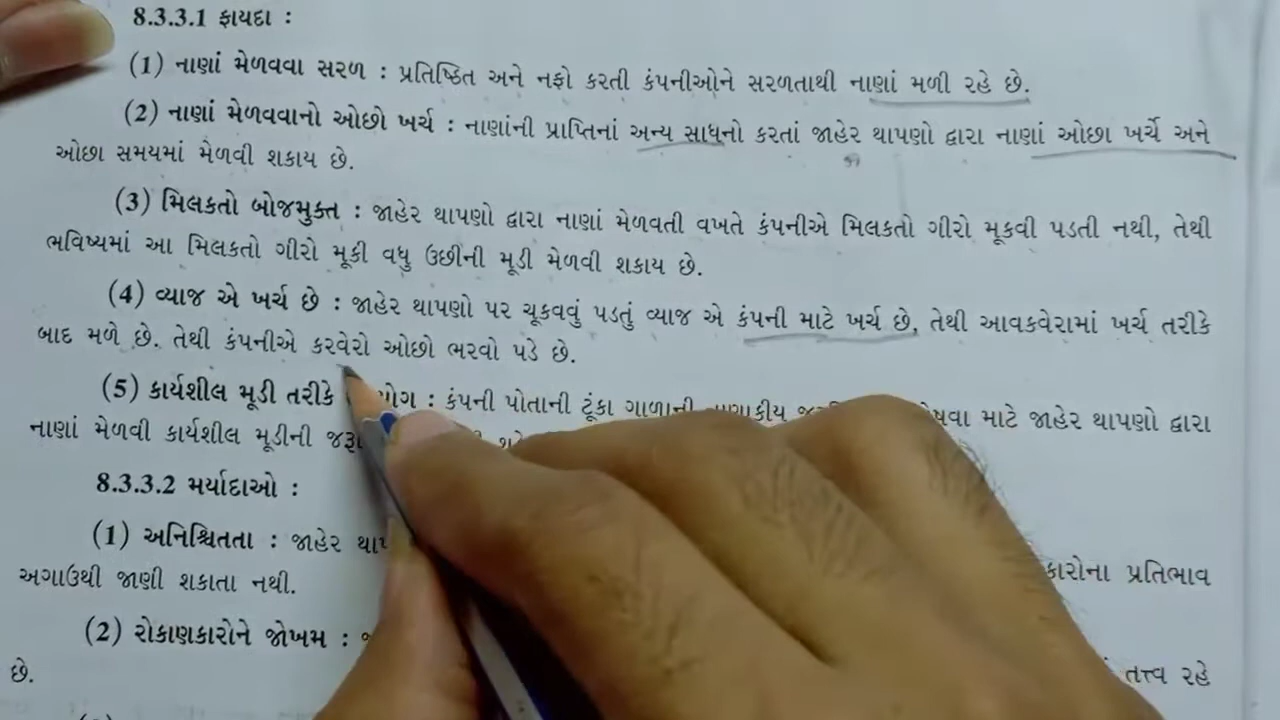 8.3.3.1 ફાયદા :
(1) નાણાં મેળવવા સરળ : પ્રતિષ્ઠિત અને નફો કરતી કંપનીઓને સરળતાથી નાણાં મળી રહે છે.
(2) નાણાં મેળવવાનો ઓછો ખર્ચ : નાણાંની પ્રાપ્તિનાં અન્ય સાધનો કરતાં જાહેર થાપણો દ્વારા નાણાં ઓછા ખર્ચે અને
ઓછા સમયમાં મેળવી શકાય છે.
(3) મિલકતો બોજમુક્ત : જાહેર થાપણો દ્વારા નાણાં મેળવતી વખતે કંપનીએ મિલકતો ગીરો મૂકવી પડતી નથી, તેથી
ભવિષ્યમાં આ મિલકતો ગીરો મૂકી વધુ ઉછીની મૂડી મેળવી શકાય છે.
(4) વ્યાજ એ ખર્ચ છે : જાહેર થાપણો પર ચૂકવવું પડતું વ્યાજ એ કંપની માટે ખર્ચ છે, તેથી આવકવેરામાં ખર્ચ તરીકે
બાદ મળે છે. તેથી કંપનીએ કરવેરો ઓછો ભરવો પડે છે.
(5) કાર્યશીલ મૂડી તરીકે : કંપની પોતાની ટૂંકા ગાળાની માટે જાહેર થાપણો દ્વારા
નાણાં મેળવી કાર્યશીલ મૂડીની
8.3.3.2 મર્યાદાઓ :
(1) અનિશ્ચિતતા : જાહેર પ્રતિભાવ
અગાઉથી જાણી શકાતા નથી.
(2) રોકાણકારોને જોખમ : તત્ત્વ રહે
છે.